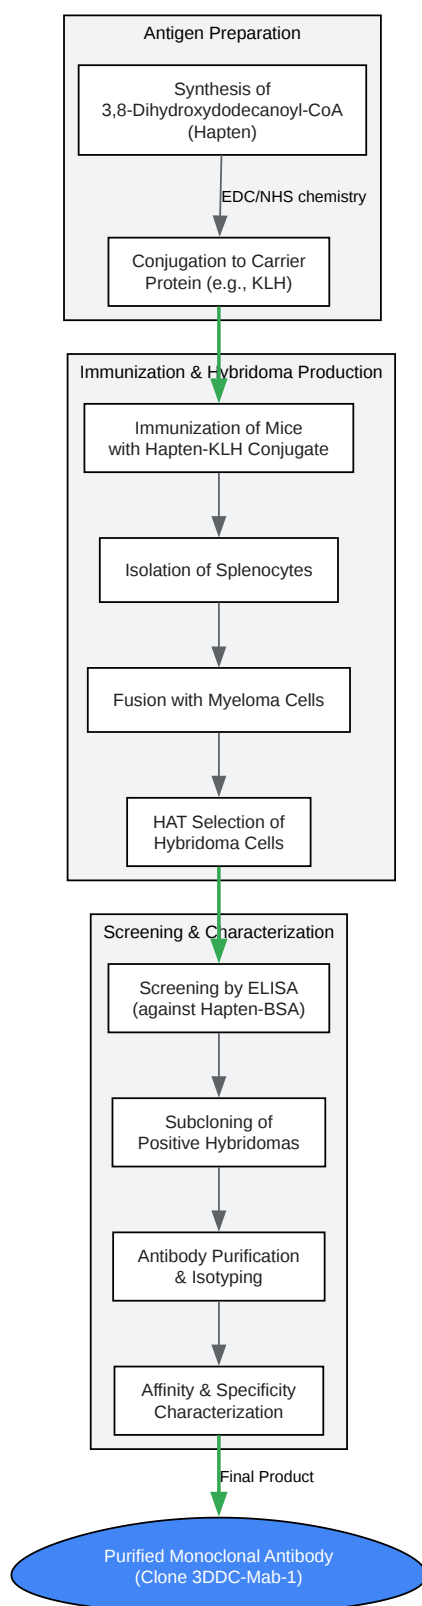 Antigen Preparation
Synthesis of
3,8-Dihydroxydodecanoyl-CoA
(Hapten)
EDC/NHS chemistry
Conjugation to Carrier
Protein (e.g., KLH)
Immunization & Hybridoma Production
Immunization of Mice
with Hapten-KLH Conjugate
Isolation of Splenocytes
Fusion with Myeloma Cells
HAT Selection of
Hybridoma Cells
Screening & Characterization
Screening by ELISA
(against Hapten-BSA)
Subcloning of
Positive Hybridomas
Antibody Purification
& Isotyping
Affinity & Specificity
Characterization
Final Product
Purified Monoclonal Antibody
(Clone 3DDC-Mab-1)